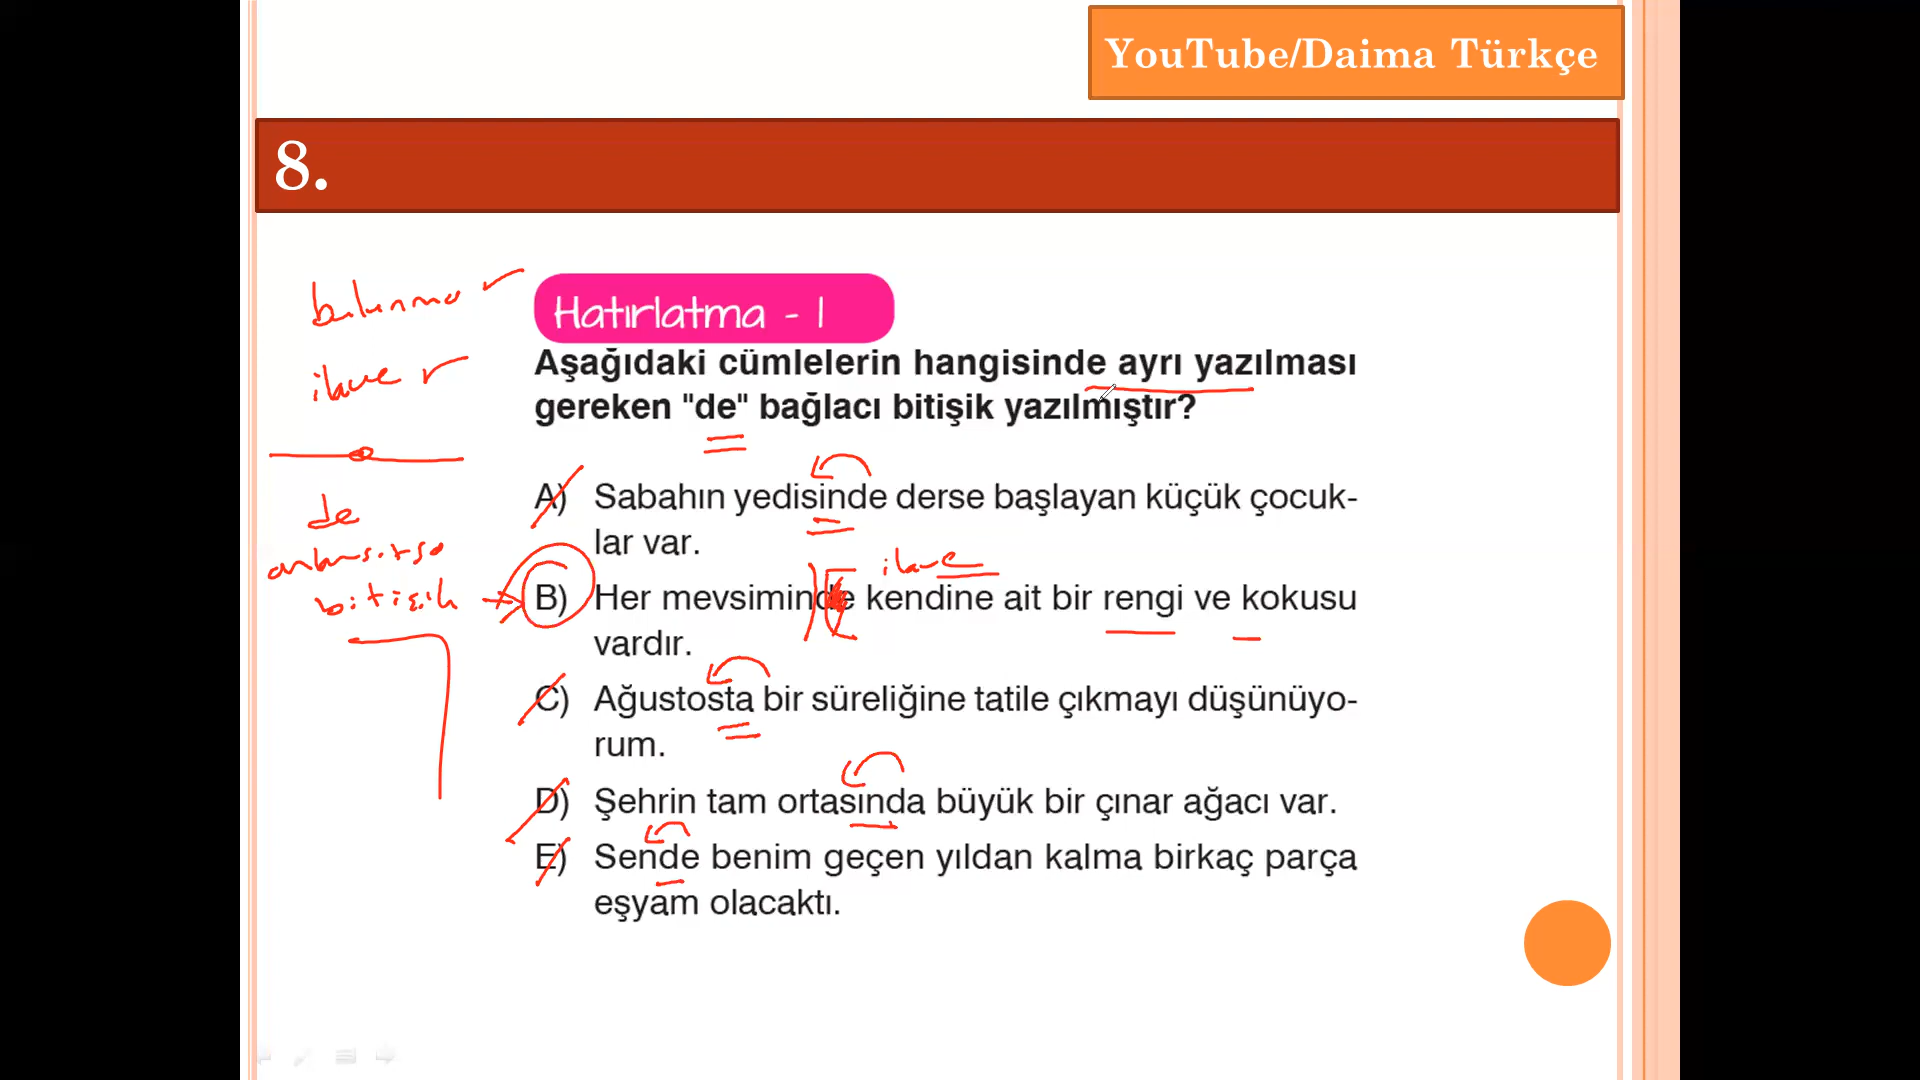 YouTube/Daima Türkçe
8.
bulunma
ilave
de
anlamsıtsa
bitişik
Hatırlatma - 1
Aşağıdaki cümlelerin hangisinde ayrı yazılması
gereken "de" bağlacı bitişik yazılmıştır?
A) Sabahın yedisinde derse başlayan küçük çocuk-
lar var.
ilave
B) Her mevsiminde kendine ait bir rengi ve kokusu
vardır.
C) Ağustosta bir süreliğine tatile çıkmayı düşünüyo-
rum.
D) Şehrin tam ortasında büyük bir çınar ağacı var.
E) Sende benim geçen yıldan kalma birkaç parça
eşyam olacaktı.